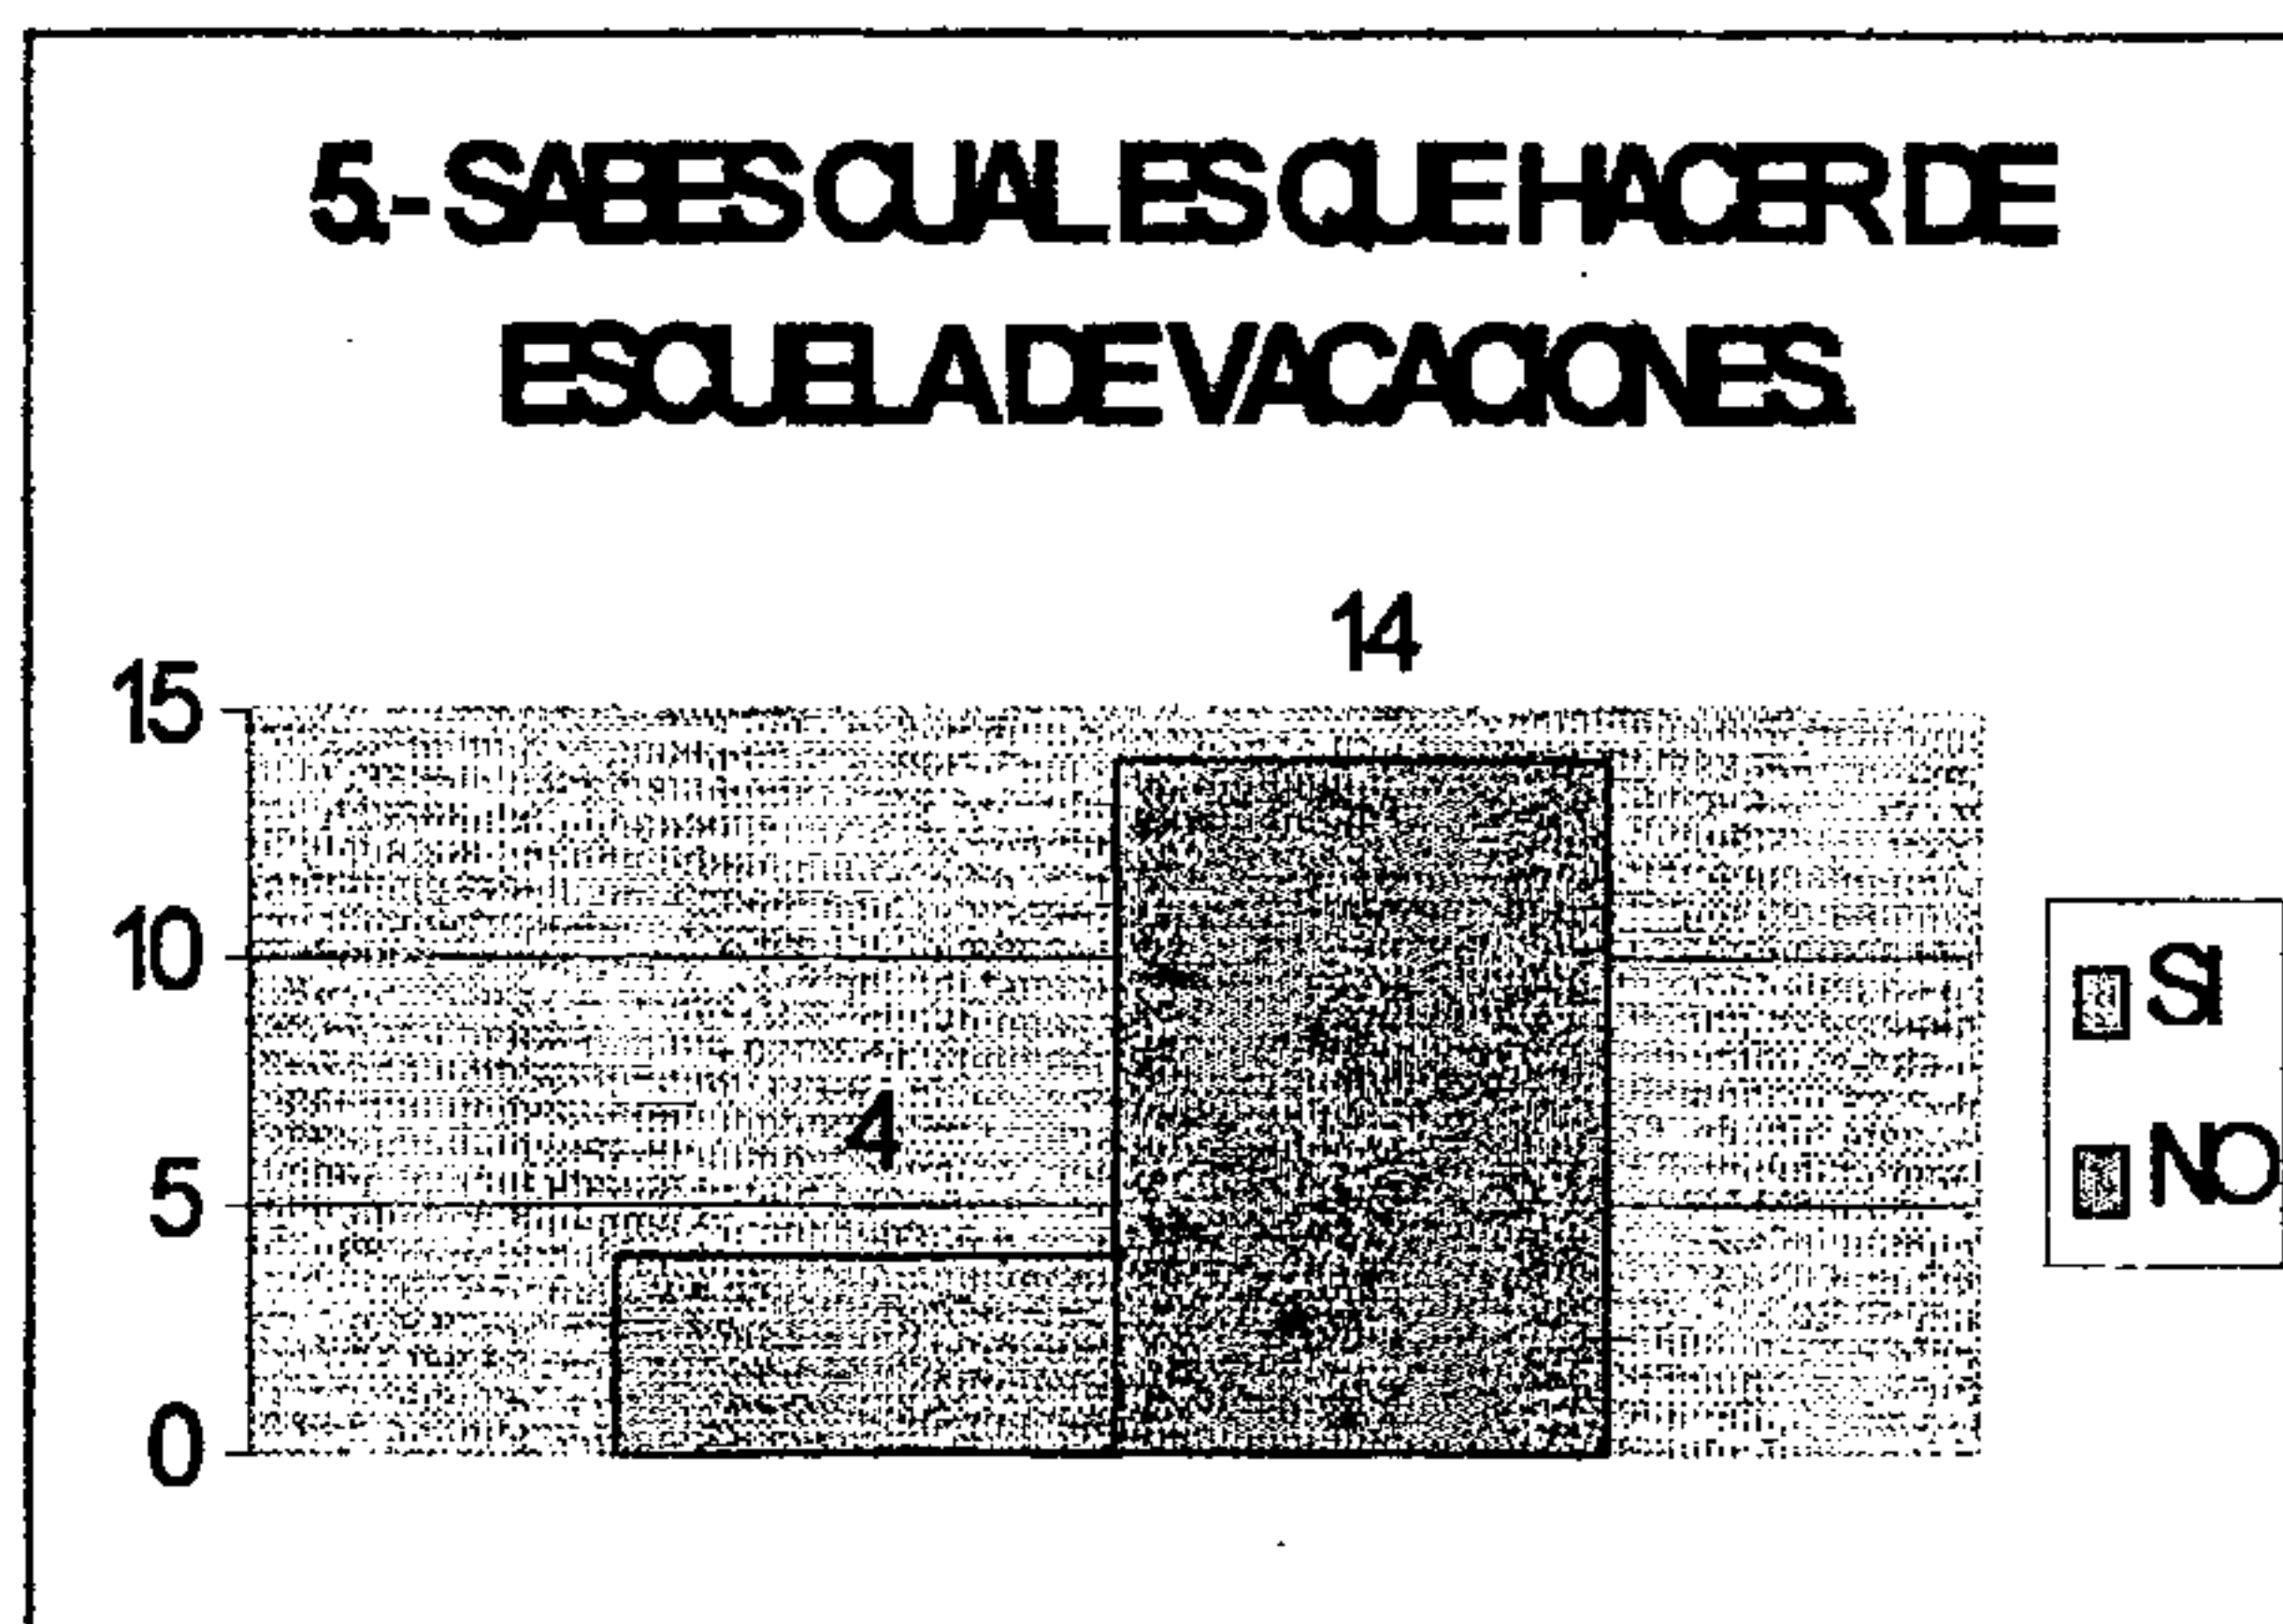 5.- SABES CUAL ES QUE HACER DE
ESCUELA DE VACACIONES.
14
15
10
4
5
0
SI
NO